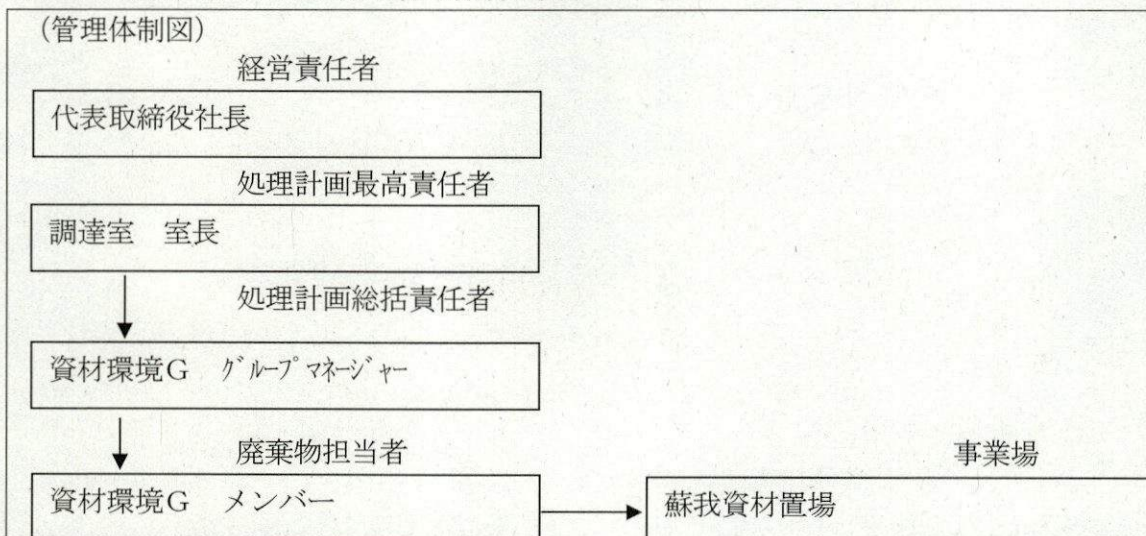 （管理体制図）
経営責任者
代表取締役社長
処理計画最高責任者
調達室　室長
処理計画総括責任者
資材環境G　ｸﾞﾙｰﾌﾟﾏﾈｰｼﾞｬｰ
廃棄物担当者
事業場
資材環境G　メンバー
蘇我資材置場